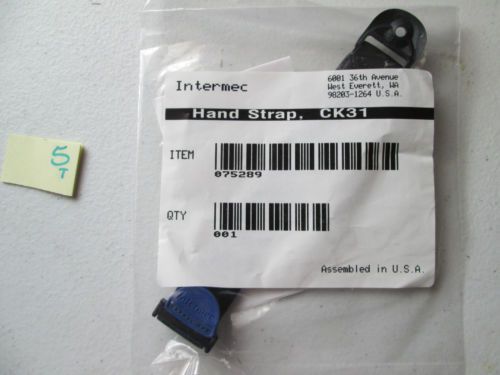 Intermec
6001 36th Avenue
West Everett, WA
98203-1264 U.S.A.
Hand Strap, CK31
ITEM
075289
QTY
001
Assembled in U.S.A.
5
T
Intermec